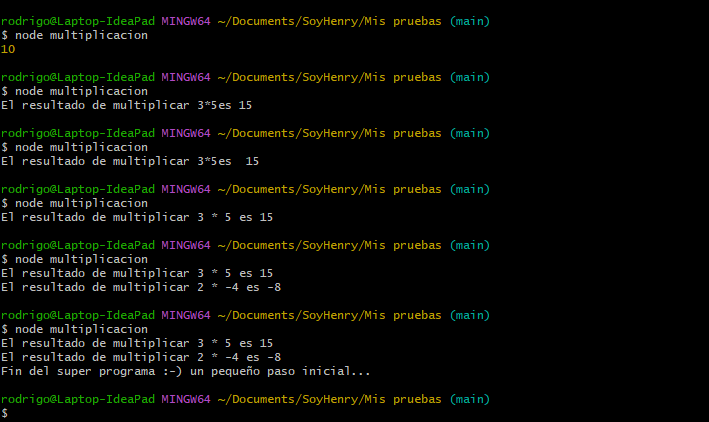 rodrigo@Laptop-IdeaPad MINGW64 ~/Documents/SoyHenry/Mis pruebas (main)
$ node multiplicacion
10
rodrigo@Laptop-IdeaPad MINGW64 ~/Documents/SoyHenry/Mis pruebas (main)
$ node multiplicacion
El resultado de multiplicar 3*5es 15
rodrigo@Laptop-IdeaPad MINGW64 ~/Documents/SoyHenry/Mis pruebas (main)
$ node multiplicacion
El resultado de multiplicar 3*5es  15
rodrigo@Laptop-IdeaPad MINGW64 ~/Documents/SoyHenry/Mis pruebas (main)
$ node multiplicacion
El resultado de multiplicar 3 * 5 es 15
rodrigo@Laptop-IdeaPad MINGW64 ~/Documents/SoyHenry/Mis pruebas (main)
$ node multiplicacion
El resultado de multiplicar 3 * 5 es 15
El resultado de multiplicar 2 * -4 es -8
rodrigo@Laptop-IdeaPad MINGW64 ~/Documents/SoyHenry/Mis pruebas (main)
$ node multiplicacion
El resultado de multiplicar 3 * 5 es 15
El resultado de multiplicar 2 * -4 es -8
Fin del super programa :-) un pequeño paso inicial...
rodrigo@Laptop-IdeaPad MINGW64 ~/Documents/SoyHenry/Mis pruebas (main)
$